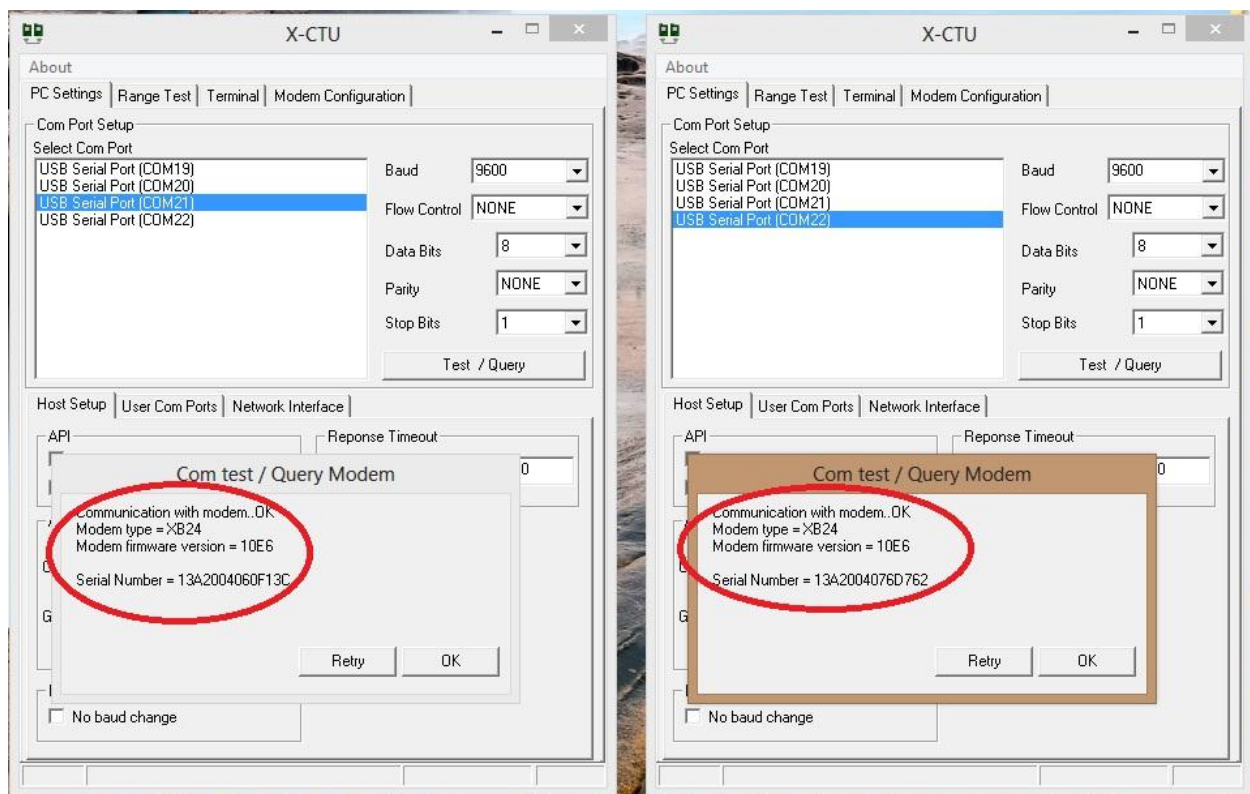 X-CTU
About
PC Settings Range Test Terminal Modem Configuration
Com Port Setup
Select Com Port
USB Serial Port (COM19)
USB Serial Port (COM20)
USB Serial Port (COM21)
USB Serial Port (COM22)
Baud 9600
Flow Control NONE
Data Bits 8
Parity NONE
Stop Bits 1
Test / Query
Host Setup User Com Ports Network Interface
API
Reponse Timeout
0
Com test / Query Modem
Communication with modem..OK
Modem type = XB24
Modem firmware version = 10E6
Serial Number = 13A2004060F13C
Retry OK
No baud change
X-CTU
About
PC Settings Range Test Terminal Modem Configuration
Com Port Setup
Select Com Port
USB Serial Port (COM19)
USB Serial Port (COM20)
USB Serial Port (COM21)
USB Serial Port (COM22)
Baud 9600
Flow Control NONE
Data Bits 8
Parity NONE
Stop Bits 1
Test / Query
Host Setup User Com Ports Network Interface
API
Reponse Timeout
0
Com test / Query Modem
Communication with modem..OK
Modem type = XB24
Modem firmware version = 10E6
Serial Number = 13A2004076D762
Retry OK
No baud change